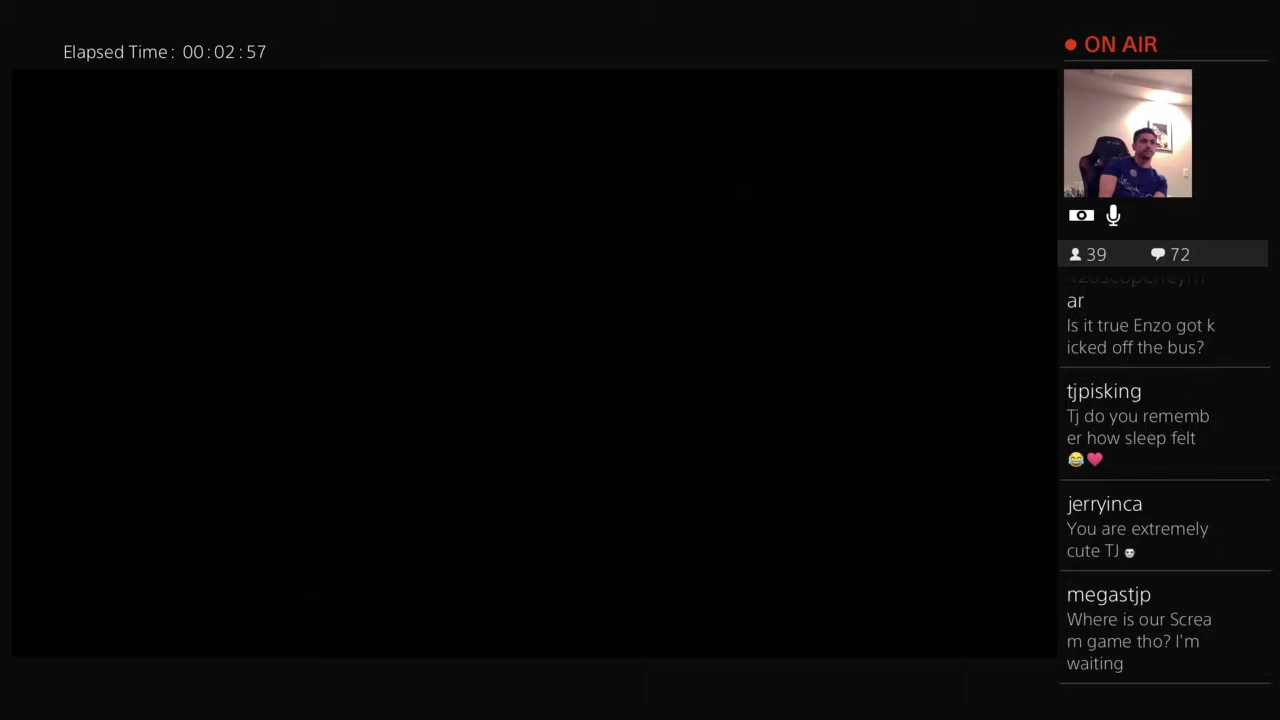 Elapsed Time: 00:02:57
ON AIR
39 72
ar
Is it true Enzo got k
icked off the bus?
tjpisking
Tj do you rememb
er how sleep felt
😂❤️
jerryinca
You are extremely
cute TJ 💀
megastjp
Where is our Screa
m game tho? I'm
waiting